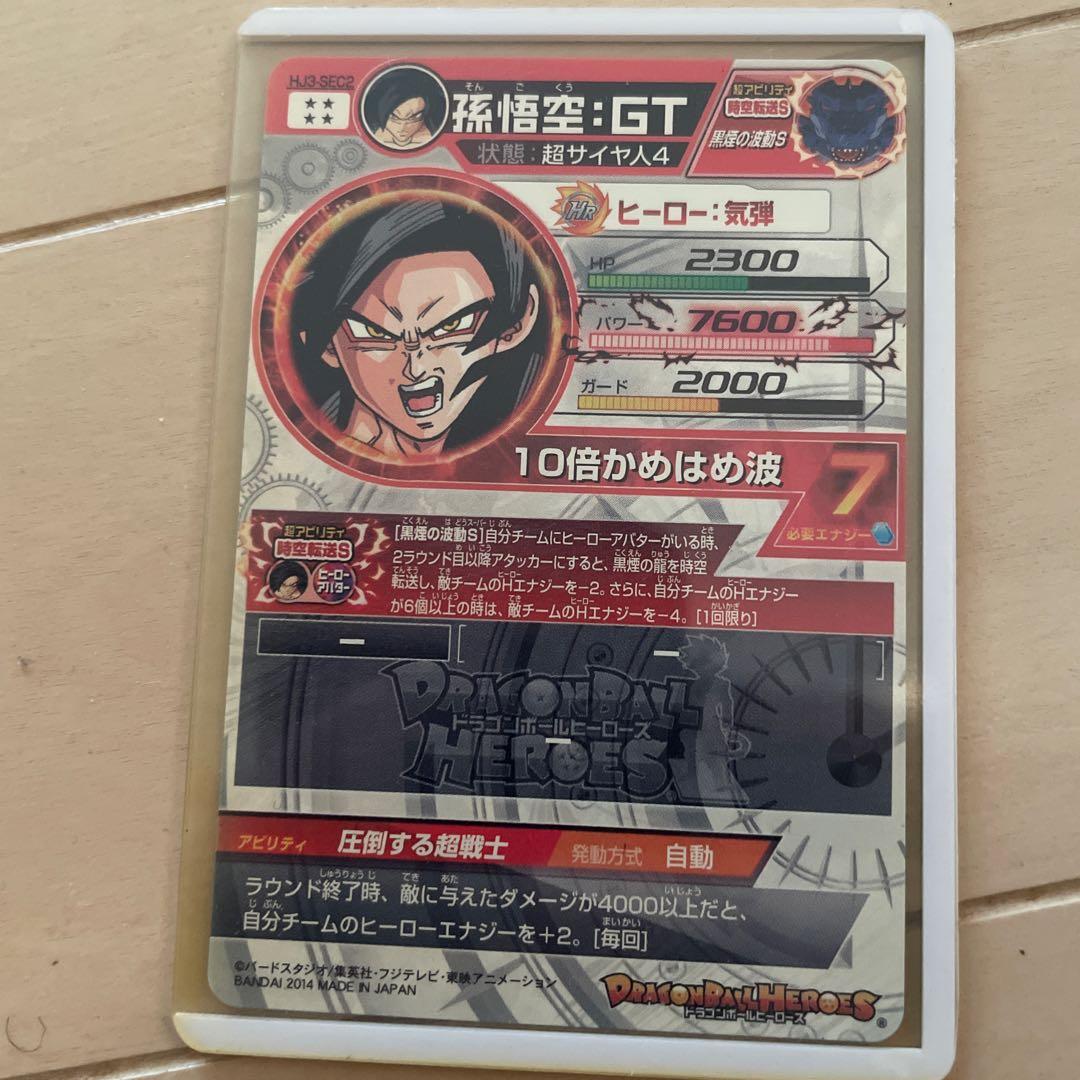 HJ3-SEC2
★★
★★
そん ご くう
孫悟空:GT
状態:超サイヤ人4
超アビリティ
時空転送S
黒煙の波動S
HR ヒーロー:気弾
HP 2300
パワー 7600
ガード 2000
10倍かめはめ波
7
必要エナジー
超アビリティ
時空転送S
ヒーロー
アバター
[黒煙の波動S]自分チームにヒーローアバターがいる時、
2ラウンド目以降アタッカーにすると、黒煙の龍を時空
転送し、敵チームのHエナジーを-2。さらに、自分チームのHエナジー
が6個以上の時は、敵チームのHエナジーを-4。[1回限り]
ー
[ー]
ー
DRAGONBALL
ドラゴンボールヒーローズ
HEROES
アビリティ 圧倒する超戦士 発動方式 自動
ラウンド終了時、敵に与えたダメージが4000以上だと、
自分チームのヒーローエナジーを+2。[毎回]
©バードスタジオ/集英社・フジテレビ・東映アニメーション
BANDAI 2014 MADE IN JAPAN
DRAGONBALL HEROES
ドラゴンボールヒーローズ
®